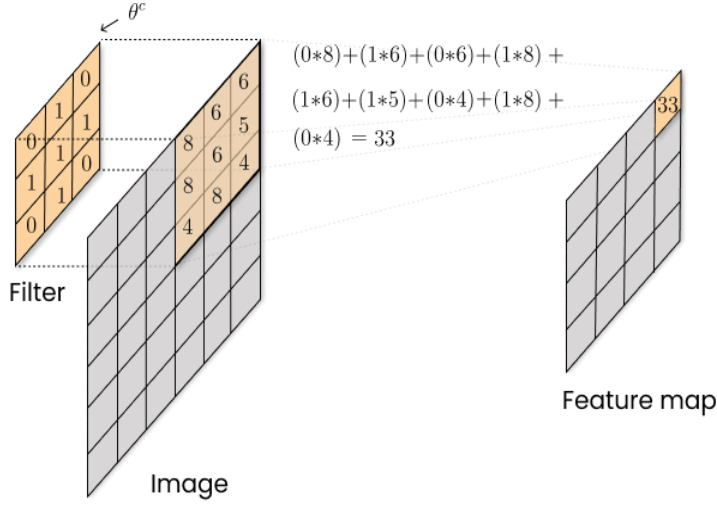 θᶜ
0 1 0
1 1 1
0 1 0
Filter
8 6 6
8 6 5
4 8 4
Image
(0*8)+(1*6)+(0*6)+(1*8) +
(1*6)+(1*5)+(0*4)+(1*8) +
(0*4) = 33
33
Feature map